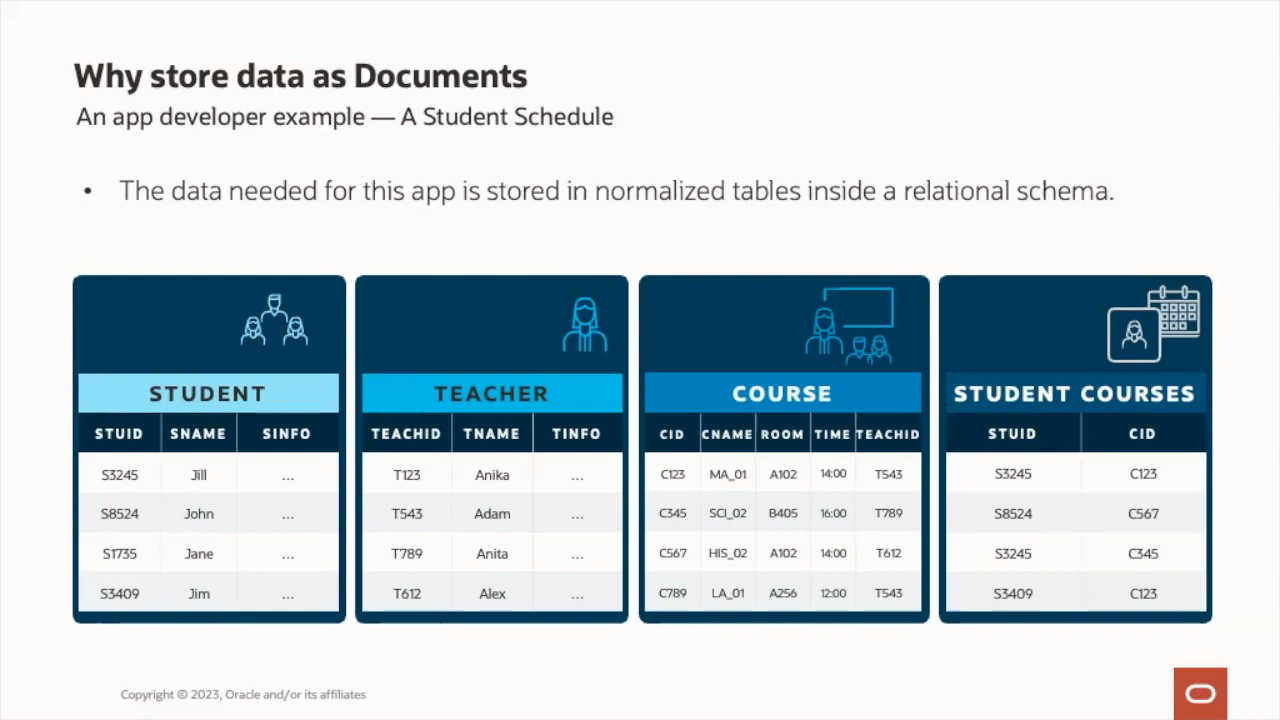 Why store data as Documents
An app developer example — A Student Schedule
• The data needed for this app is stored in normalized tables inside a relational schema.
STUDENT
STUID SNAME SINFO
S3245 Jill ...
S8524 John ...
S1735 Jane ...
S3409 Jim ...
TEACHER
TEACHID TNAME TINFO
T123 Anika ...
T543 Adam ...
T789 Anita ...
T612 Alex ...
COURSE
CID CNAME ROOM TIME TEACHID
C123 MA_01 A102 14:00 T543
C345 SCI_02 B405 16:00 T789
C567 HIS_02 A102 14:00 T612
C789 LA_01 A256 12:00 T543
STUDENT COURSES
STUID CID
S3245 C123
S8524 C567
S3245 C345
S3409 C123
Copyright © 2023, Oracle and/or its affiliates